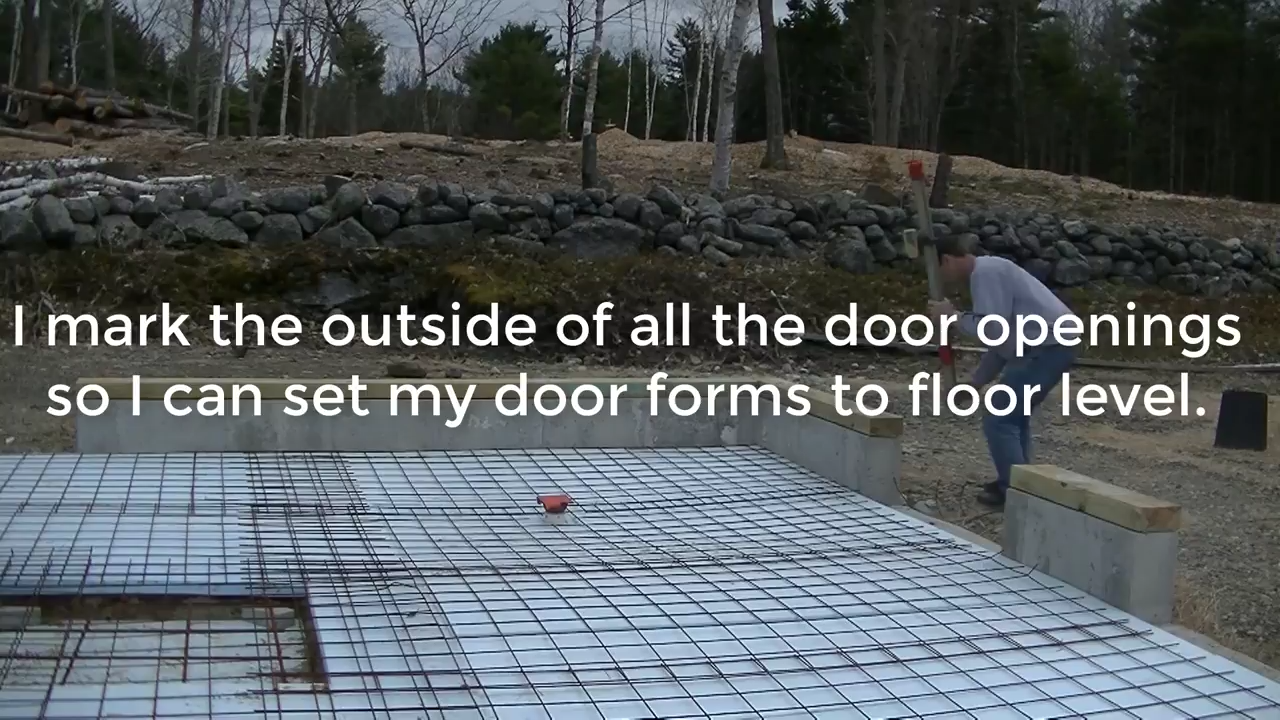 I mark the outside of all the door openings
so I can set my door forms to floor level.